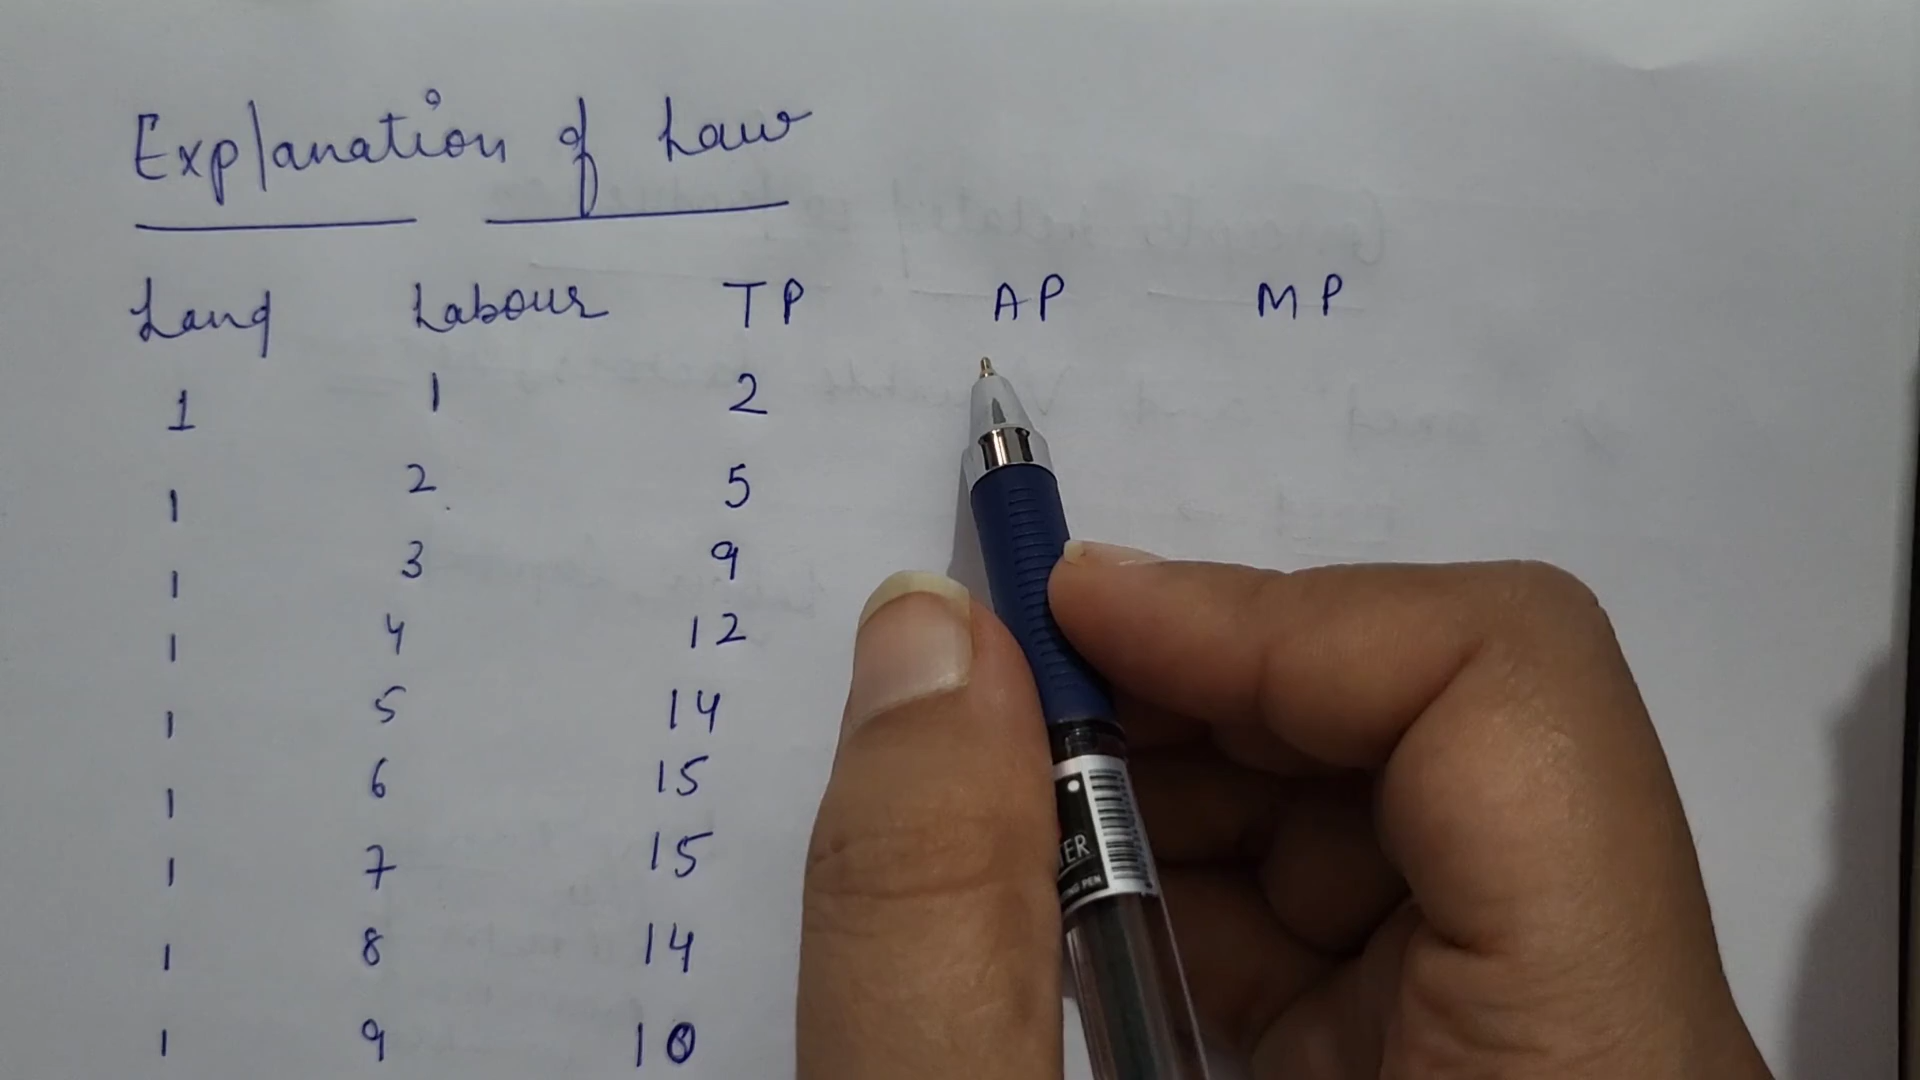 Explanation of Law
Land Labour TP AP MP
1 1 2
1 2 5
1 3 9
1 4 12
1 5 14
1 6 15
1 7 15
1 8 14
1 9 10